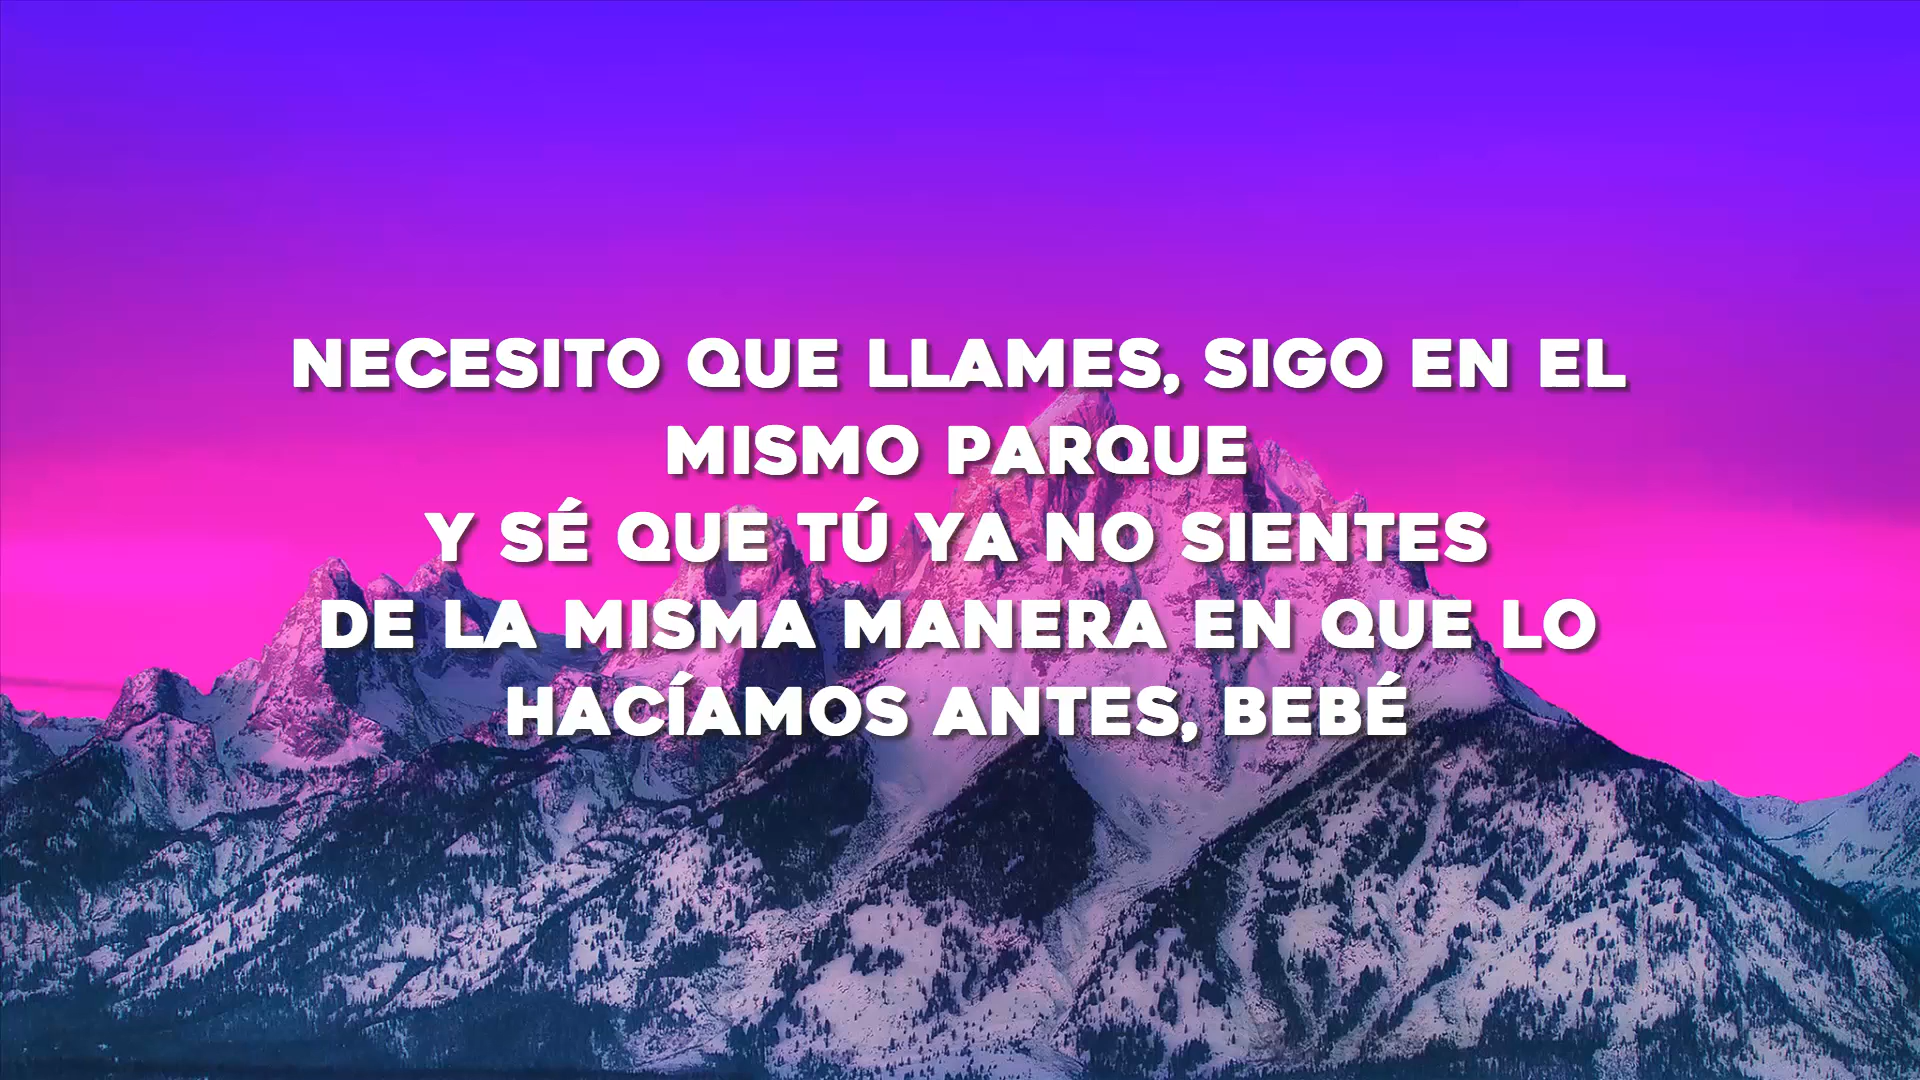 NECESITO QUE LLAMES, SIGO EN EL
MISMO PARQUE
Y SÉ QUE TÚ YA NO SIENTES
DE LA MISMA MANERA EN QUE LO
HACÍAMOS ANTES, BEBÉ